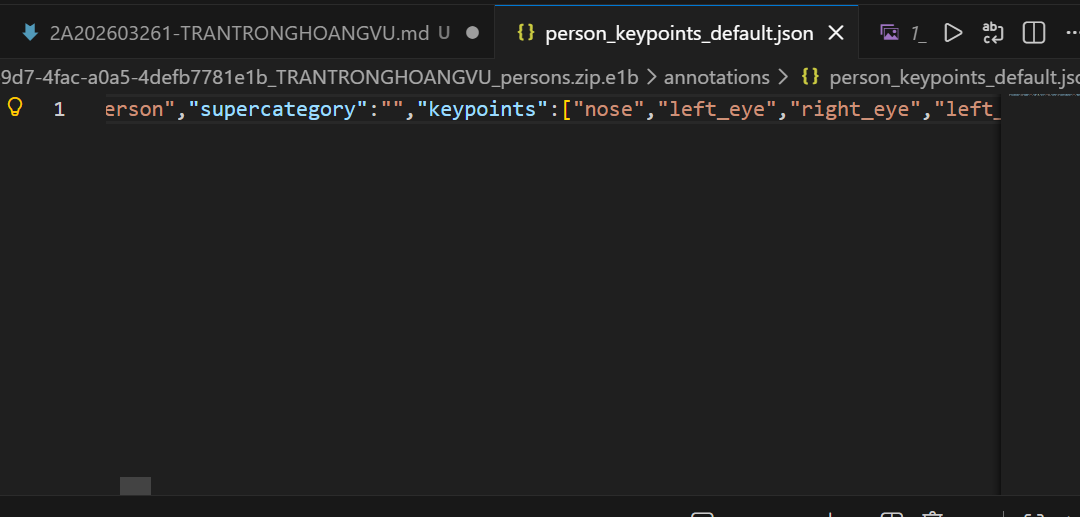 2A202603261-TRANTRONGHOANGVU.md U ● {} person_keypoints_default.json × 1_
9d7-4fac-a0a5-4defb7781e1b_TRANTRONGHOANGVU_persons.zip.e1b > annotations > {} person_keypoints_default.jso
1 erson","supercategory":"","keypoints":["nose","left_eye","right_eye","left_